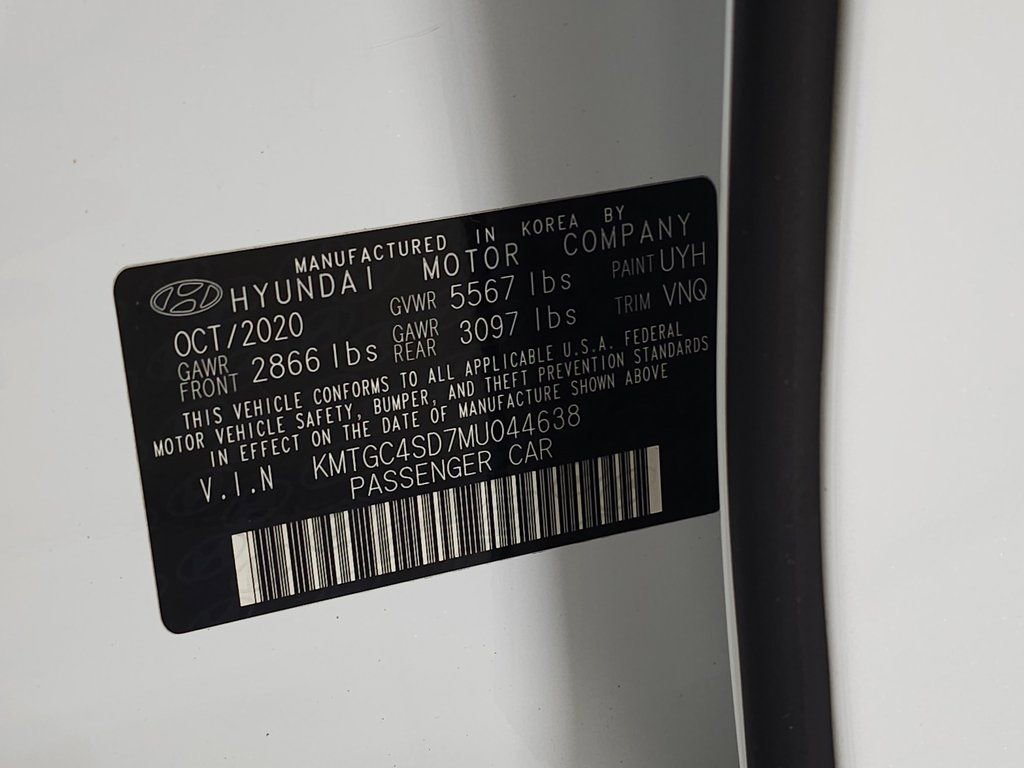 MANUFACTURED IN KOREA BY
HYUNDAI MOTOR COMPANY
OCT/2020 GVWR 5567 lbs PAINT UYH
GAWR FRONT 2866 lbs GAWR REAR 3097 lbs TRIM VNQ
THIS VEHICLE CONFORMS TO ALL APPLICABLE U.S.A. FEDERAL
MOTOR VEHICLE SAFETY, BUMPER, AND THEFT PREVENTION STANDARDS
IN EFFECT ON THE DATE OF MANUFACTURE SHOWN ABOVE
V.I.N KMTGC4SD7MU044638
PASSENGER CAR